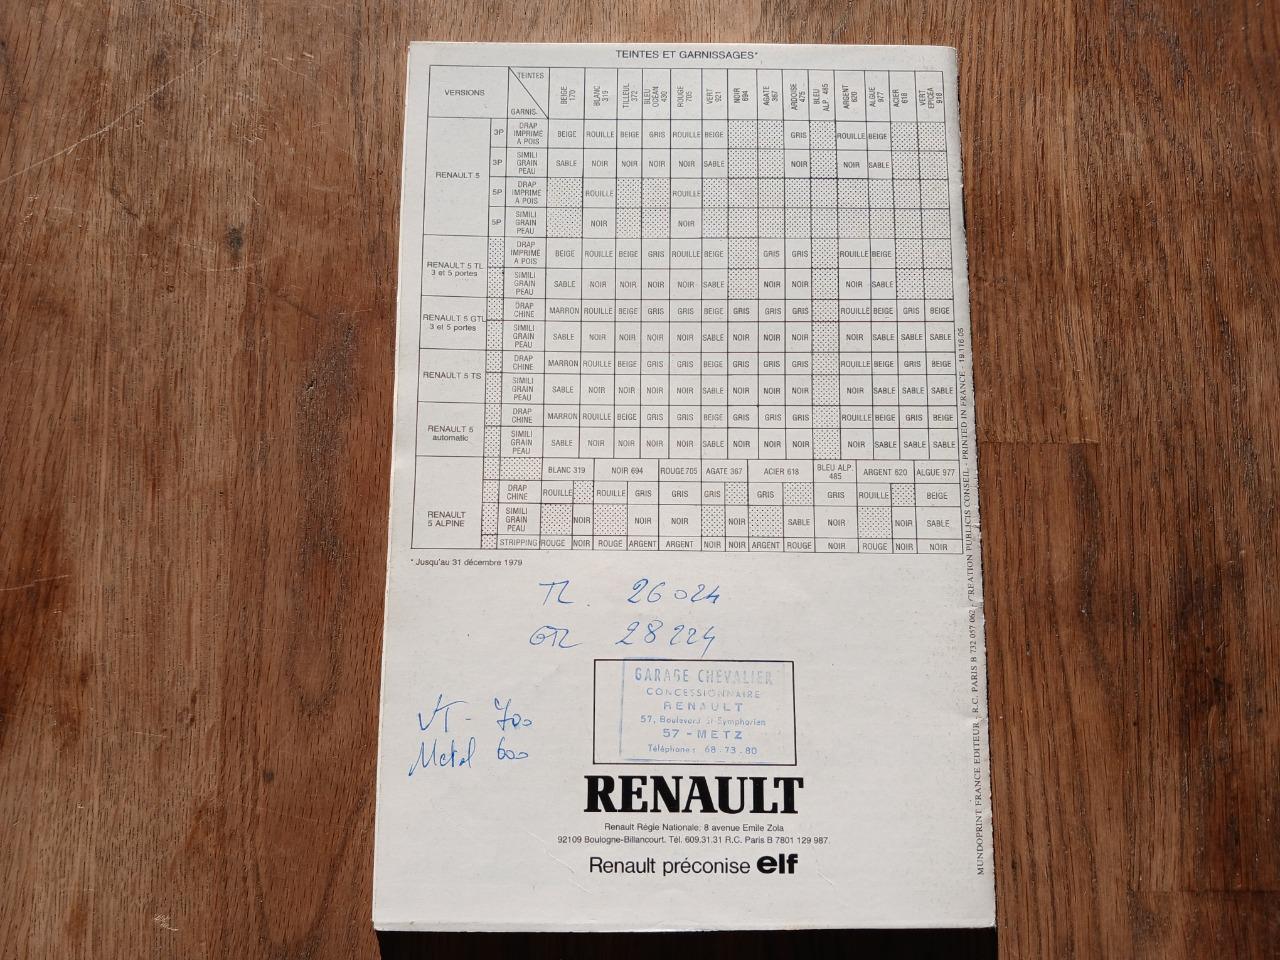 TEINTES ET GARNISSAGES*
VERSIONS TEINTES GARNIS. BEIGE 170 BLANC 319 TILLEUL 372 BLEU OCEAN 430 ROUGE 705 VERT 921 NOIR 694 AGATE 367 ARDOISE 475 BLEU ALP. 485 ARGENT 620 ALGUE 977 ACIER 618 VERT EPICEA 918
RENAULT 5
3P DRAP IMPRIMÉ A POIS BEIGE ROUILLE BEIGE GRIS ROUILLE BEIGE GRIS ROUILLE BEIGE
3P SIMILI GRAIN PEAU SABLE NOIR NOIR NOIR NOIR SABLE NOIR NOIR SABLE
5P DRAP IMPRIMÉ A POIS ROUILLE ROUILLE
5P SIMILI GRAIN PEAU NOIR NOIR
RENAULT 5 TL
3 et 5 portes
DRAP IMPRIMÉ A POIS BEIGE ROUILLE BEIGE GRIS ROUILLE BEIGE GRIS GRIS ROUILLE BEIGE
SIMILI GRAIN PEAU SABLE NOIR NOIR NOIR NOIR SABLE NOIR NOIR NOIR SABLE
RENAULT 5 GTL
3 et 5 portes
DRAP CHINE MARRON ROUILLE BEIGE GRIS GRIS BEIGE GRIS GRIS GRIS ROUILLE BEIGE GRIS BEIGE
SIMILI GRAIN PEAU SABLE NOIR NOIR NOIR NOIR SABLE NOIR NOIR NOIR NOIR SABLE SABLE SABLE
RENAULT 5 TS
DRAP CHINE MARRON ROUILLE BEIGE GRIS GRIS BEIGE GRIS GRIS GRIS ROUILLE BEIGE GRIS BEIGE
SIMILI GRAIN PEAU SABLE NOIR NOIR NOIR NOIR SABLE NOIR NOIR NOIR NOIR SABLE SABLE SABLE
RENAULT 5
automatic
DRAP CHINE MARRON ROUILLE BEIGE GRIS GRIS BEIGE GRIS GRIS GRIS ROUILLE BEIGE GRIS BEIGE
SIMILI GRAIN PEAU SABLE NOIR NOIR NOIR NOIR SABLE NOIR NOIR NOIR NOIR SABLE SABLE SABLE
RENAULT
5 ALPINE
BLANC 319 NOIR 694 ROUGE 705 AGATE 367 ACIER 618 BLEU ALP. 485 ARGENT 620 ALGUE 977
DRAP CHINE ROUILLE ROUILLE GRIS GRIS GRIS GRIS GRIS ROUILLE BEIGE
SIMILI GRAIN PEAU NOIR NOIR NOIR NOIR SABLE NOIR NOIR SABLE
STRIPPING ROUGE NOIR ROUGE ARGENT ARGENT NOIR NOIR ARGENT ROUGE NOIR ROUGE NOIR NOIR
* Jusqu'au 31 décembre 1979
TL. 26024
GTL 28224
VT - 700
Metal 600
GARAGE CHEVALIER
CONCESSIONNAIRE
RENAULT
57, Boulevard St-Symphorien
57 - METZ
Téléphone : 68.73.80
RENAULT
Renault Régie Nationale: 8 avenue Emile Zola
92109 Boulogne-Billancourt. Tél. 609.31.31 R.C. Paris B 7801 129 987.
Renault préconise elf
MUNDOPRINT FRANCE EDITEUR - R.C. PARIS B 732 057 062 - CREATION PUBLICIS CONSEIL - PRINTED IN FRANCE - 19.116.05